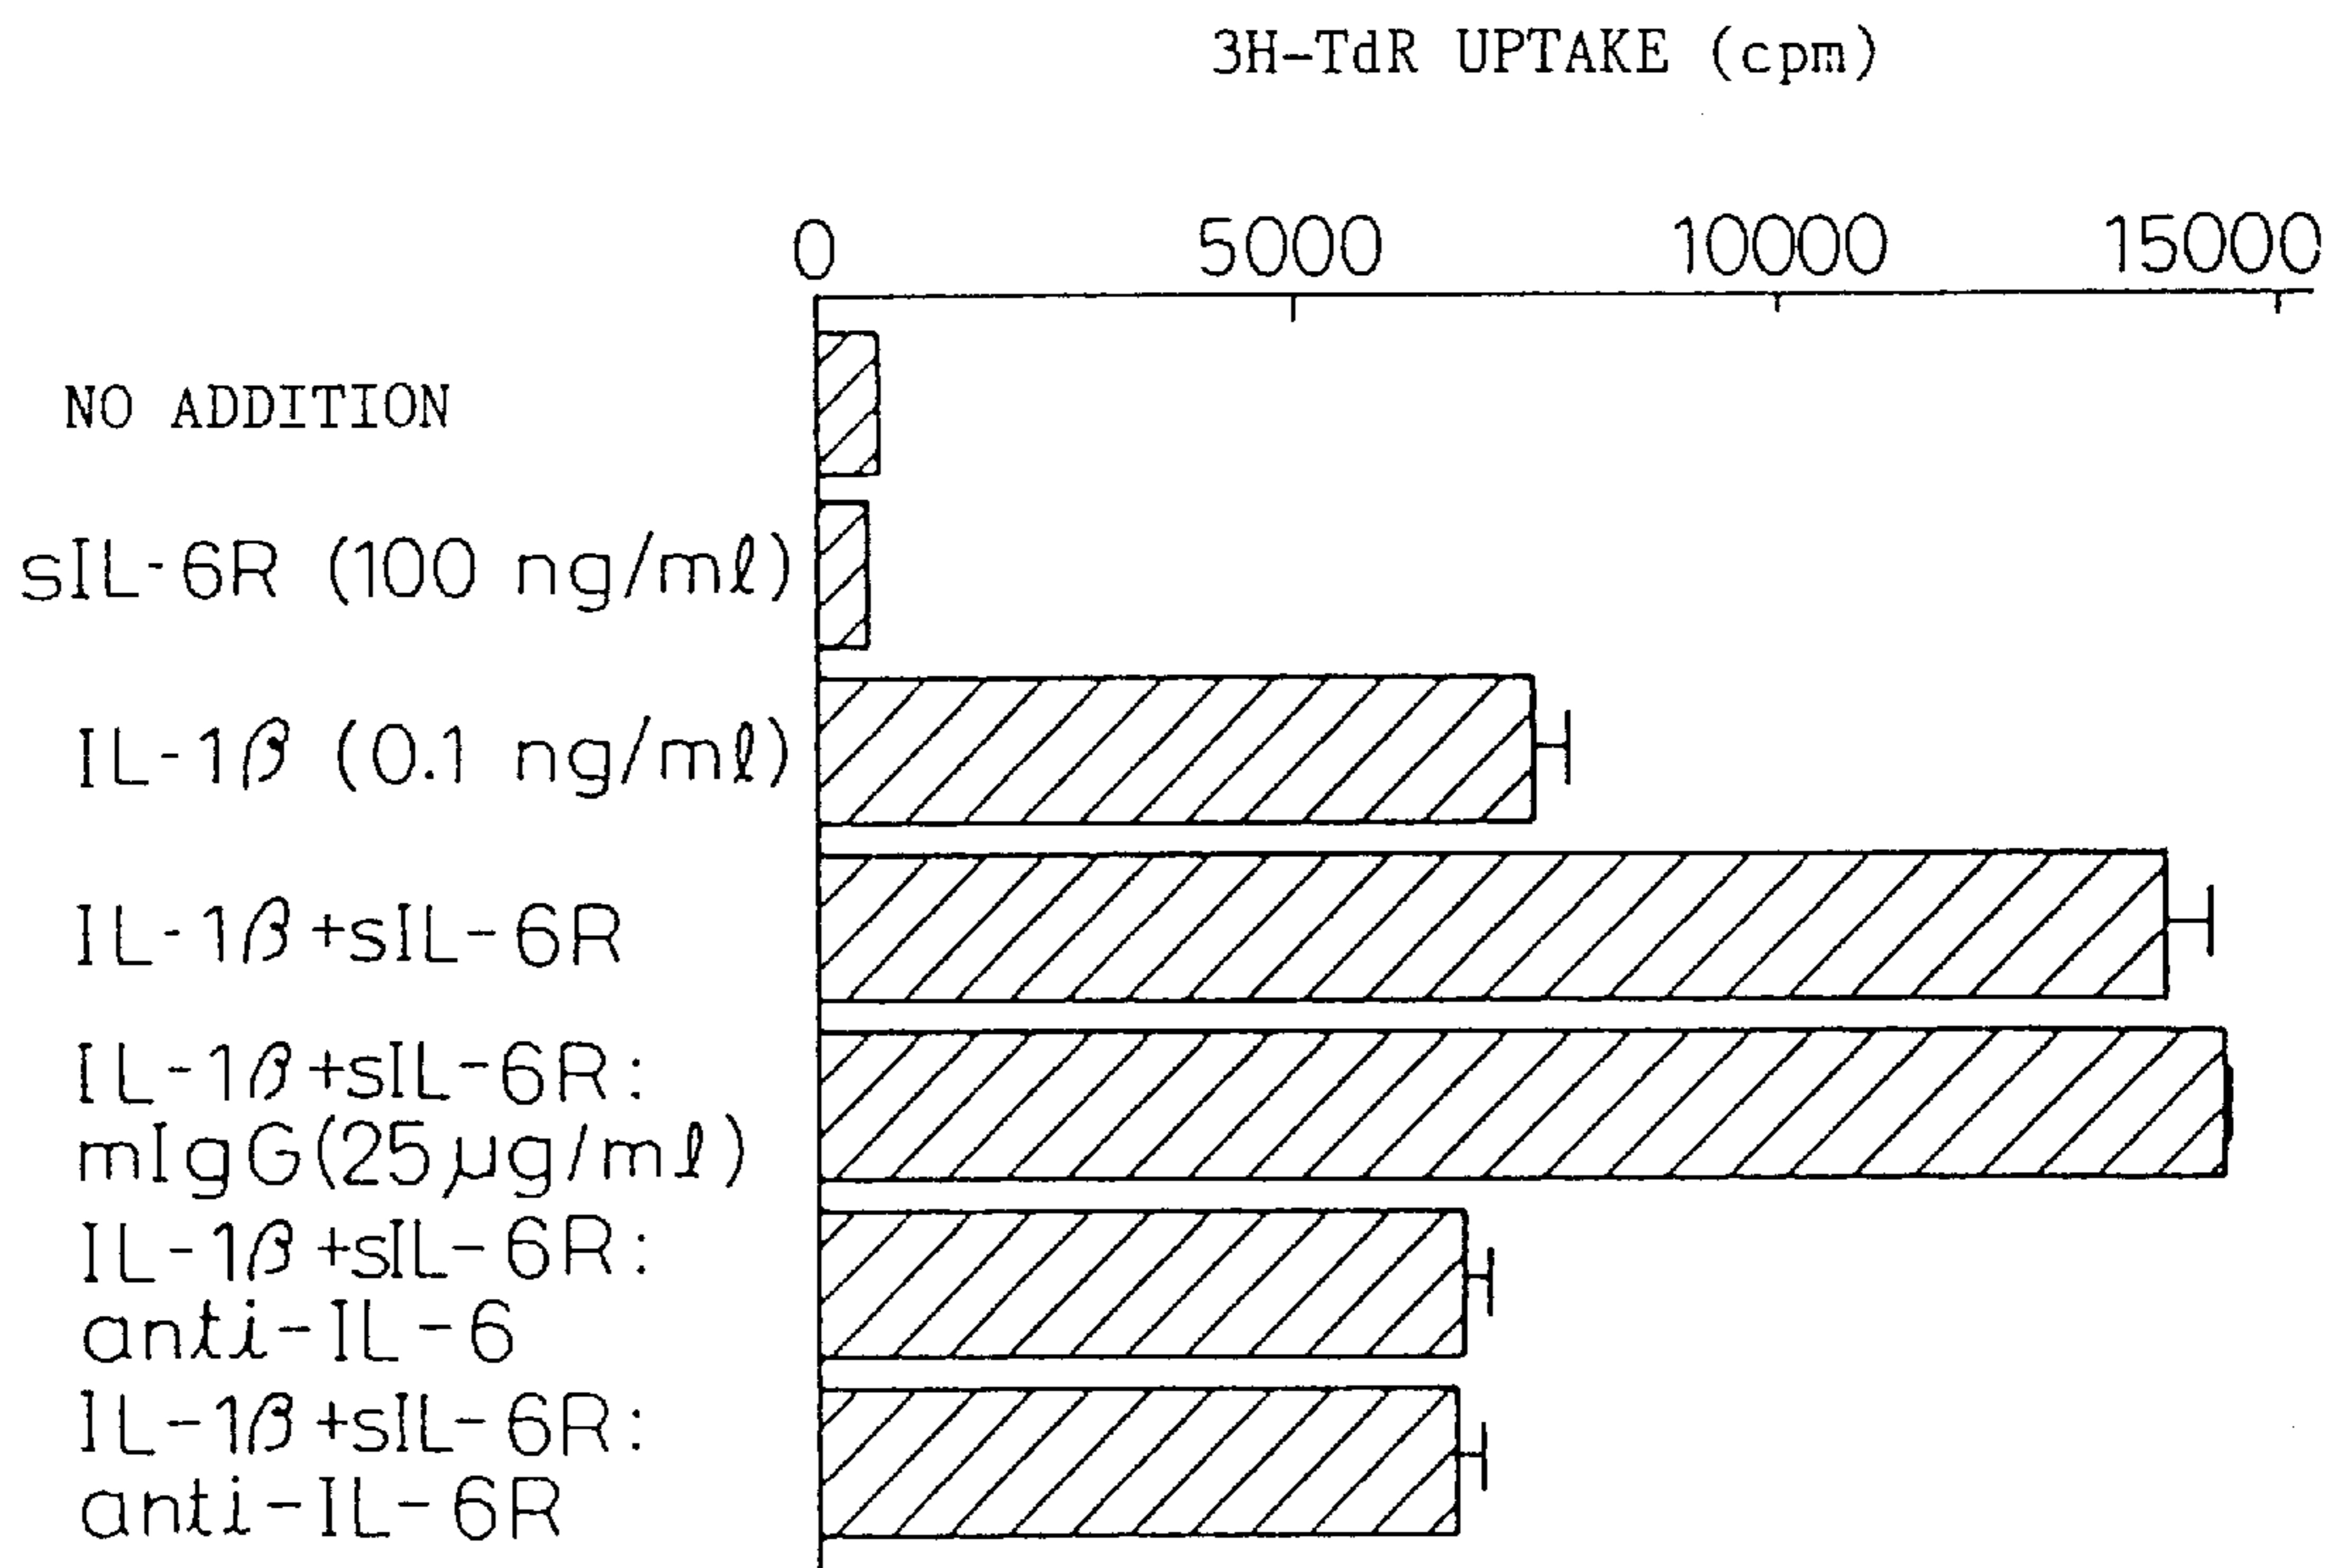 3H-TdR UPTAKE (cpm)
0 5000 10000 15000
NO ADDITION
sIL-6R (100 ng/mℓ)
IL-1β (0.1 ng/mℓ)
IL-1β+sIL-6R
IL-1β+sIL-6R:
mIgG(25μg/mℓ)
IL-1β+sIL-6R:
anti-IL-6
IL-1β+sIL-6R:
anti-IL-6R